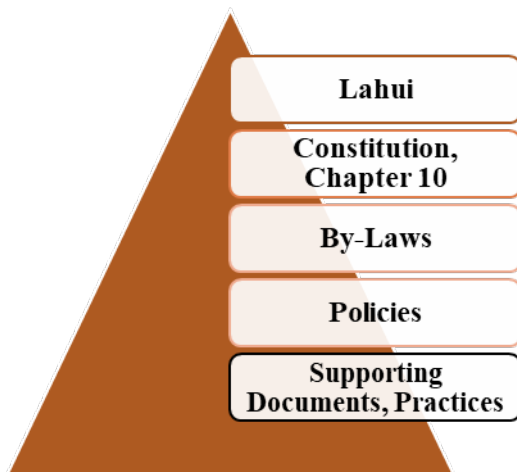 Lahui
Constitution,
Chapter 10
By-Laws
Policies
Supporting
Documents, Practices